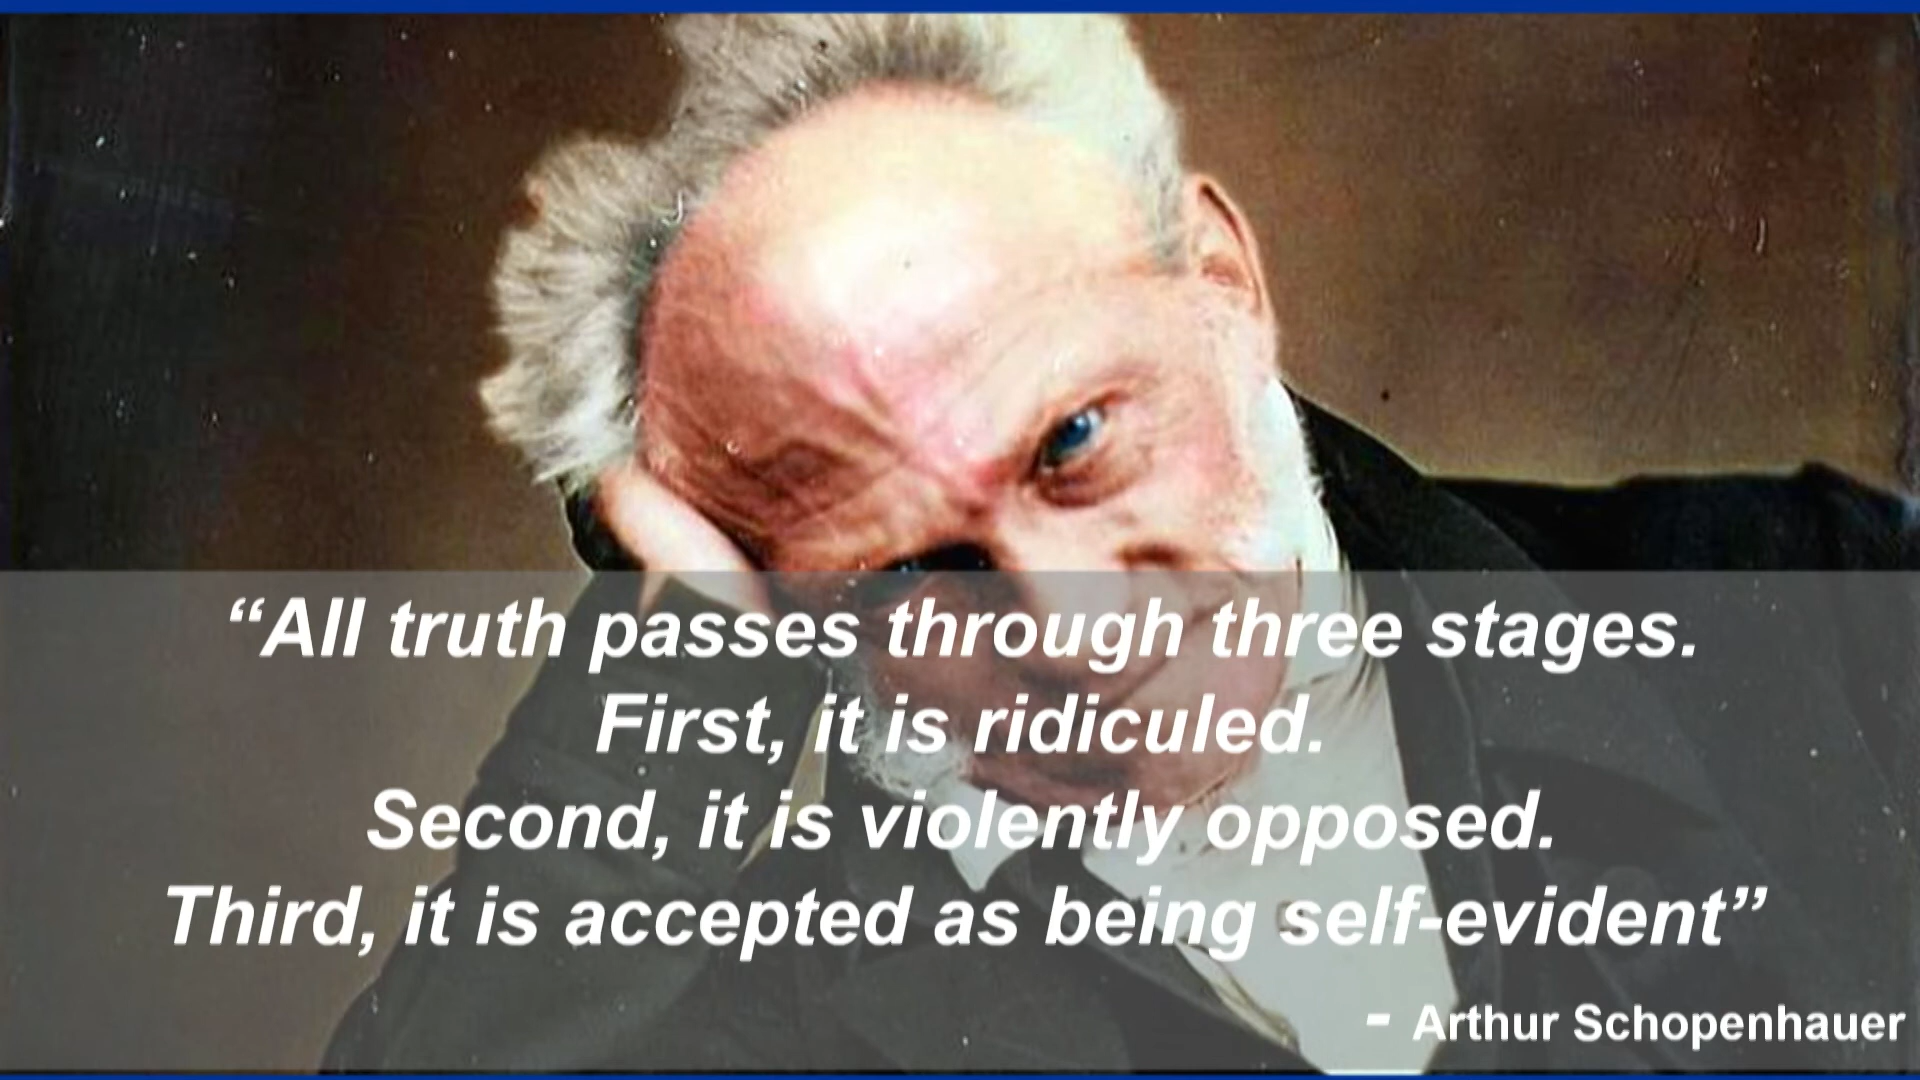 “All truth passes through three stages.
First, it is ridiculed.
Second, it is violently opposed.
Third, it is accepted as being self-evident”
- Arthur Schopenhauer